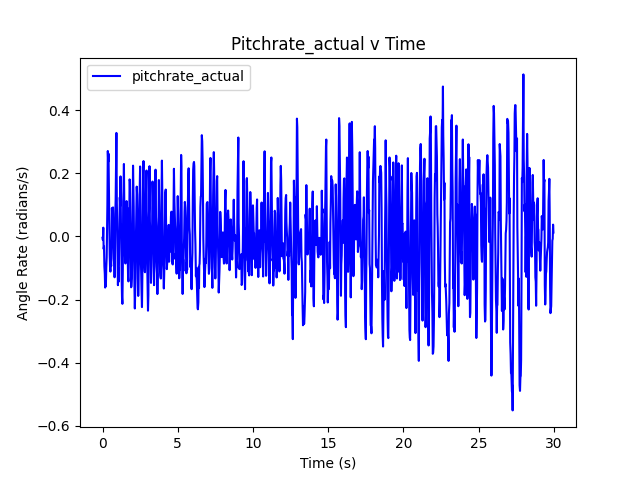 Pitchrate_actual v Time
pitchrate_actual
Angle Rate (radians/s)
0.4
0.2
0.0
−0.2
−0.4
−0.6
0 5 10 15 20 25 30
Time (s)